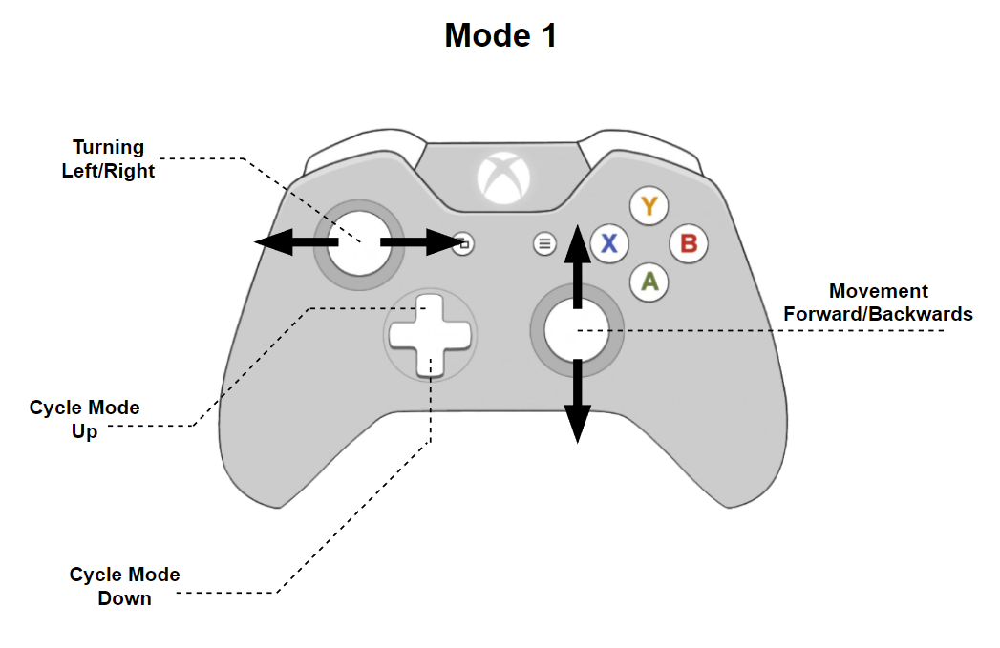 Mode 1
Turning
Left/Right
Y
X
B
A
Movement
Forward/Backwards
Cycle Mode
Up
Cycle Mode
Down